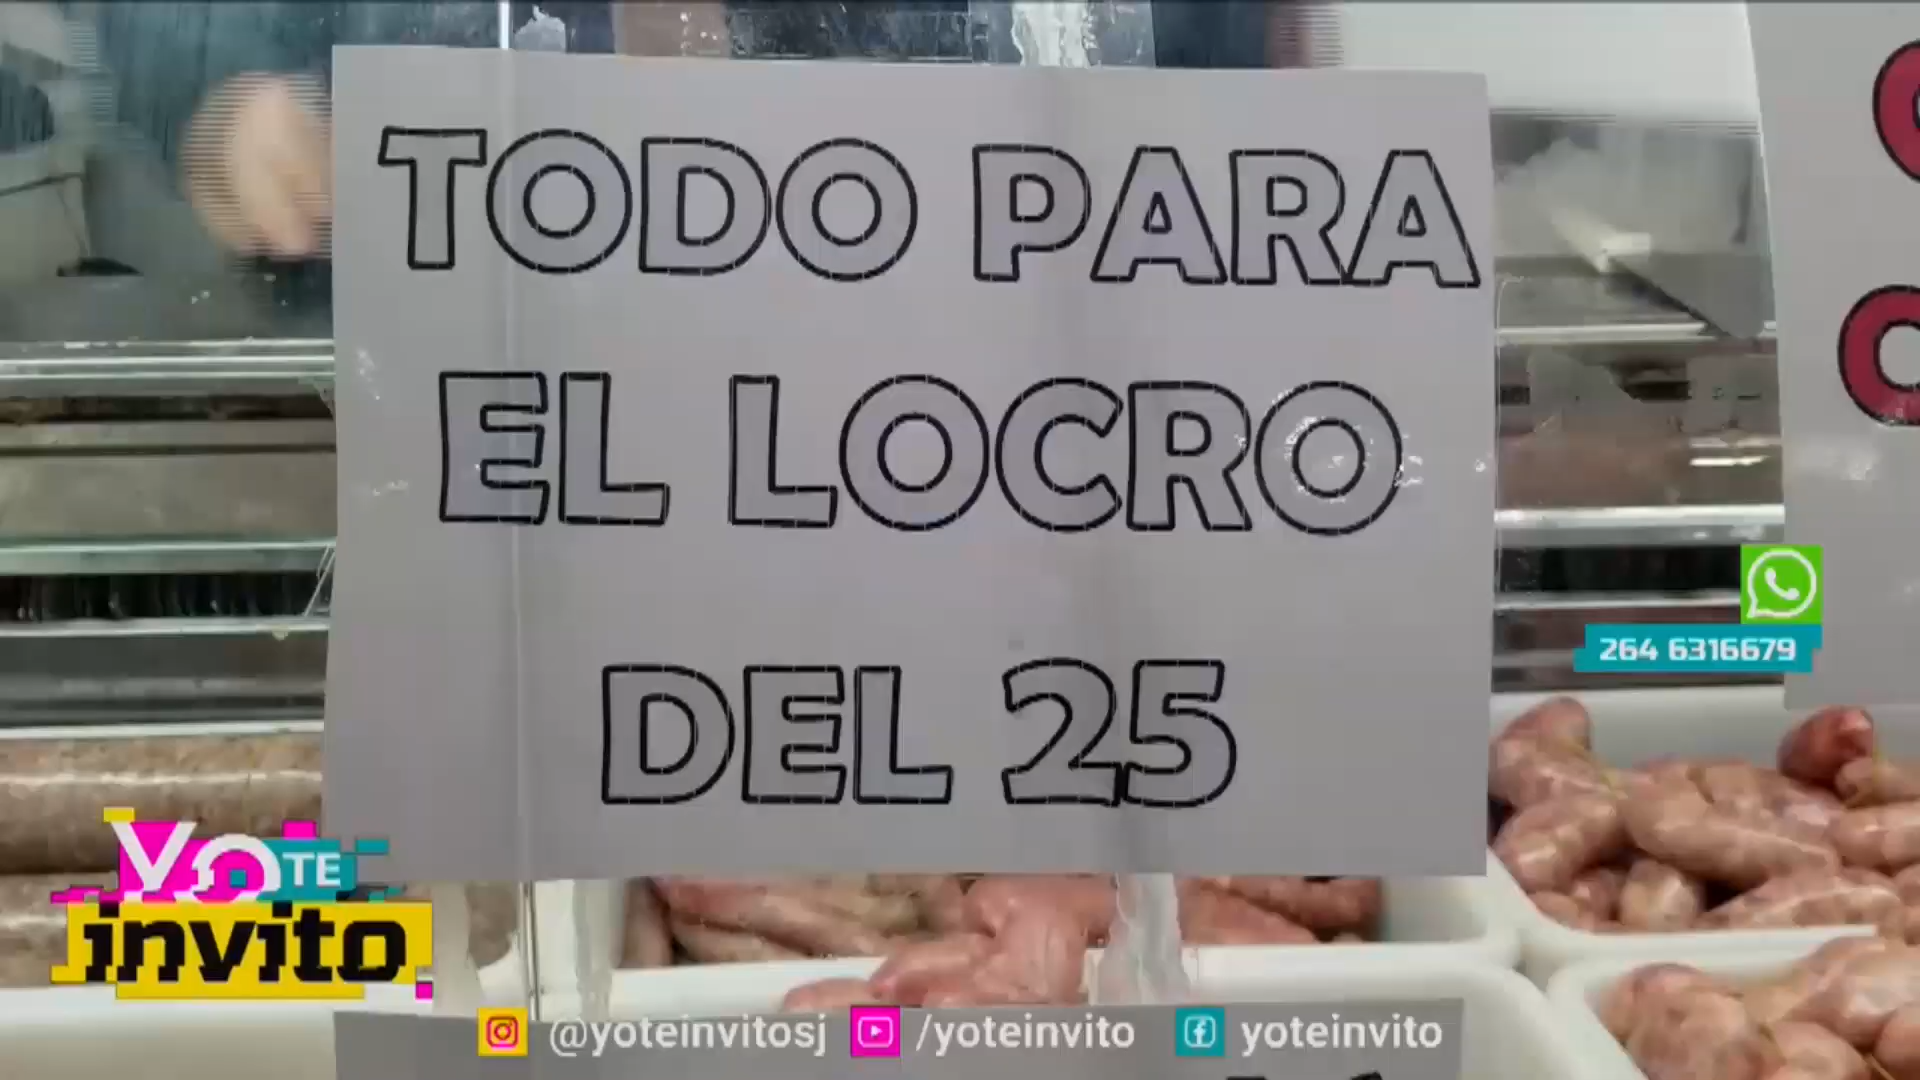 TODO PARA
EL LOCRO
DEL 25
264 6316679
YO TE
invito
@yoteinvitosj /yoteinvito yoteinvito